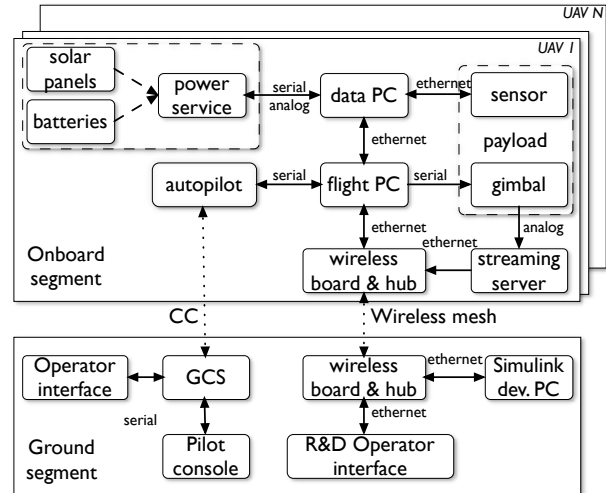 UAV N
UAV 1
solar
panels
batteries
power
service
serial
analog
data PC
ethernet
sensor
payload
ethernet
autopilot
serial
flight PC
serial
gimbal
analog
ethernet
ethernet
Onboard
segment
wireless
board & hub
streaming
server
CC
Wireless mesh
Operator
interface
GCS
wireless
board & hub
ethernet
Simulink
dev. PC
serial
ethernet
Ground
segment
Pilot
console
R&D Operator
interface